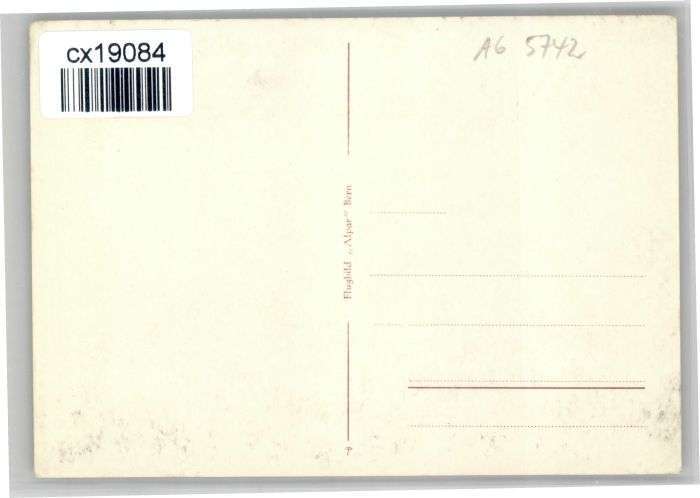 cx19084
A6 5742
Flugbild „Alpar" Bern